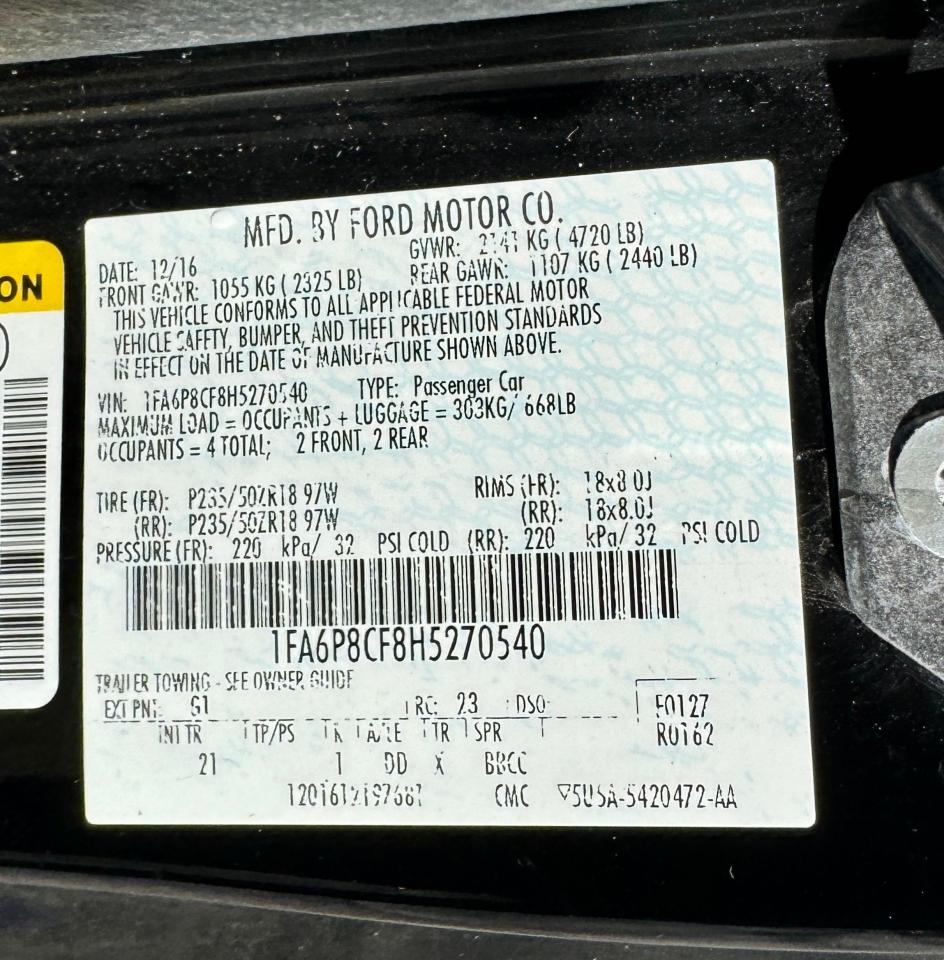 ON
MFD. BY FORD MOTOR CO.
DATE: 12/16 GVWR: 2141 KG ( 4720 LB)
FRONT GAWR: 1055 KG ( 2325 LB) REAR GAWR: 1107 KG ( 2440 LB)
THIS VEHICLE CONFORMS TO ALL APPLICABLE FEDERAL MOTOR
VEHICLE SAFETY, BUMPER, AND THEFT PREVENTION STANDARDS
IN EFFECT ON THE DATE OF MANUFACTURE SHOWN ABOVE.
VIN: 1FA6P8CF8H5270540 TYPE: Passenger Car
MAXIMUM LOAD = OCCUPANTS + LUGGAGE = 303KG/ 668LB
OCCUPANTS = 4 TOTAL; 2 FRONT, 2 REAR
TIRE (FR): P235/50ZR18 97W RIMS (FR): 18x8.0J
(RR): P235/50ZR18 97W (RR): 18x8.0J
PRESSURE (FR): 220 kPa/ 32 PSI COLD (RR): 220 kPa/ 32 PSI COLD
1FA6P8CF8H5270540
TRAILER TOWING - SEE OWNER GUIDE
EXT PNT: G1 RC: 23 DSO: F0127
INT TR TP/PS R AXLE TR SPR R0162
21 1 DD X BBCC
CMC ▽5USA-5420472-AA